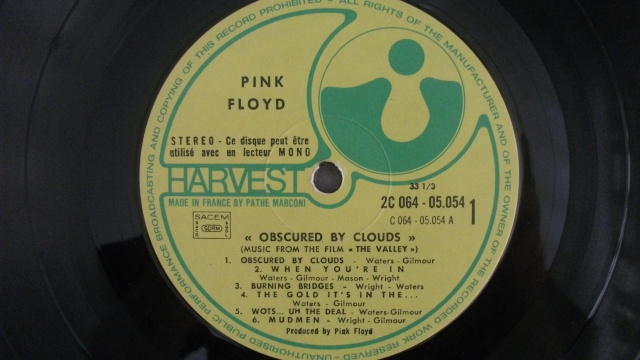 COPYING OF THIS RECORD PROHIBITED - ALL RIGHTS OF THE MANUFACTURER AND OF THE OWNER OF THE RECORDED WORK RESERVED - UNAUTHORISED PUBLIC PERFORMANCE BROADCASTING AND
PINK
FLOYD
STEREO - Ce disque peut être
utilisé avec un lecteur MONO
HARVEST
MADE IN FRANCE BY PATHE MARCONI
33 1/3
2C 064 - 05.054
C 064 - 05.054 A
1
SACEM
SDRM
« OBSCURED BY CLOUDS »
(MUSIC FROM THE FILM « THE VALLEY »)
1. OBSCURED BY CLOUDS - Waters-Gilmour
2. WHEN YOU'RE IN
Waters - Gilmour - Mason - Wright
3. BURNING BRIDGES - Wright - Waters
4. THE GOLD IT'S IN THE...
Waters - Gilmour
5. WOTS... UH THE DEAL - Waters-Gilmour
6. MUDMEN - Wright - Gilmour
Produced by Pink Floyd